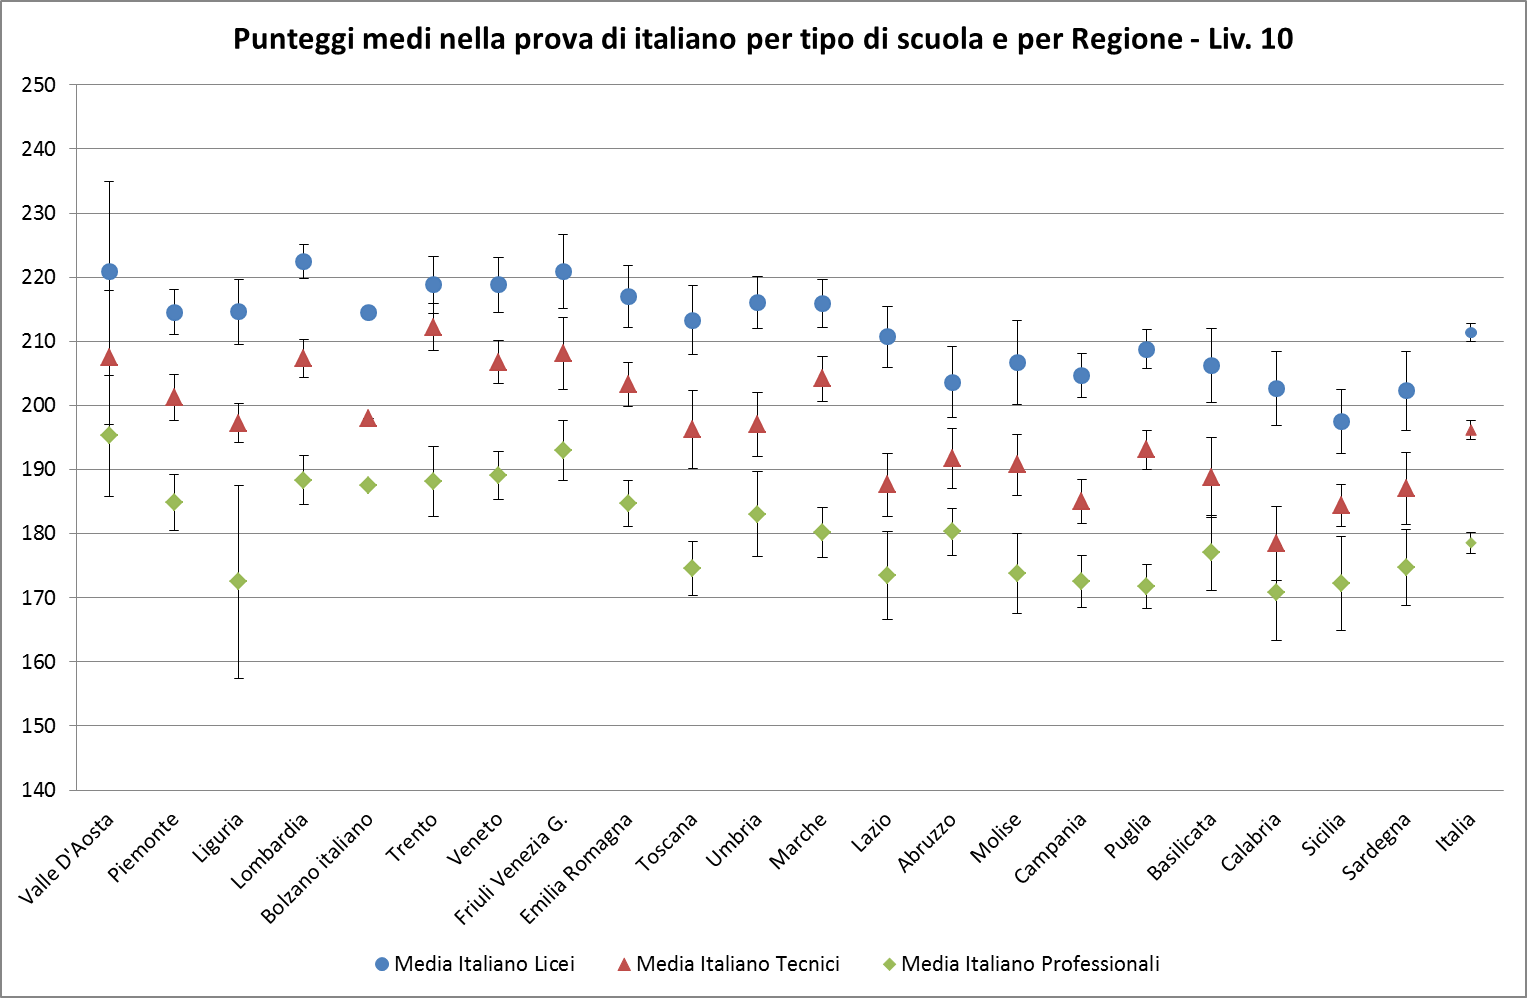 Punteggi medi nella prova di italiano per tipo di scuola e per Regione - Liv. 10
250
240
230
220
210
200
190
180
170
160
150
140
Valle D'Aosta
Piemonte
Liguria
Lombardia
Bolzano italiano
Trento
Veneto
Friuli Venezia G.
Emilia Romagna
Toscana
Umbria
Marche
Lazio
Abruzzo
Molise
Campania
Puglia
Basilicata
Calabria
Sicilia
Sardegna
Italia
Media Italiano Licei
Media Italiano Tecnici
Media Italiano Professionali